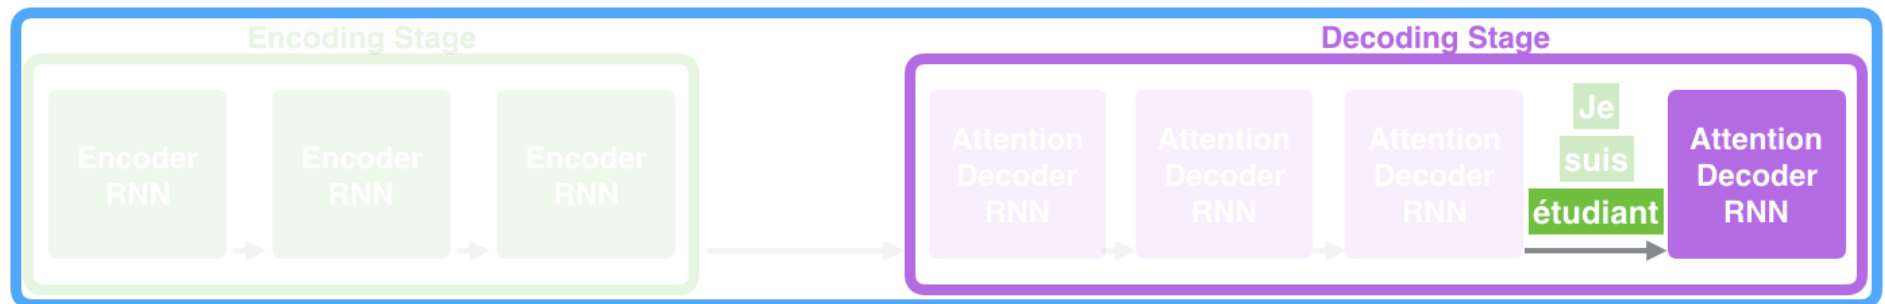 Encoding Stage
Decoding Stage
Encoder
RNN
Encoder
RNN
Encoder
RNN
Attention
Decoder
RNN
Attention
Decoder
RNN
Attention
Decoder
RNN
Je
suis
étudiant
Attention
Decoder
RNN